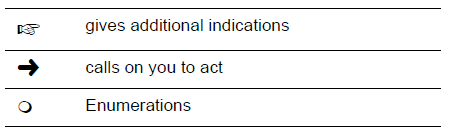 ☞ gives additional indications
➔ calls on you to act
❍ Enumerations